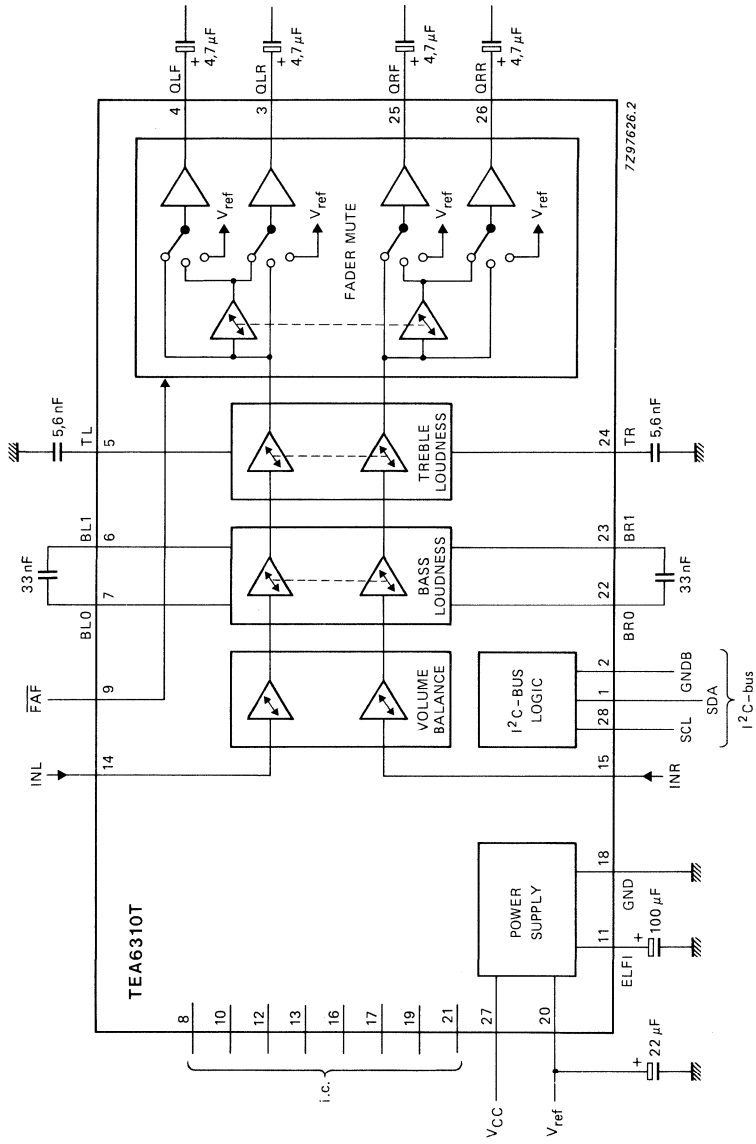 TEA6310T
INL
14
FAF
9
BL0
7
33 nF
BL1
6
TL
5
5,6 nF
4
QLF
+
4,7 µF
3
QLR
+
4,7 µF
25
QRF
+
4,7 µF
26
QRR
+
4,7 µF
VOLUME
BALANCE
BASS
LOUDNESS
TREBLE
LOUDNESS
FADER MUTE
Vref
Vref
Vref
Vref
8
10
12
13
16
17
19
21
i.c.
27
VCC
20
Vref
+
22 µF
POWER
SUPPLY
11
ELFI
+
100 µF
18
GND
15
INR
I²C-BUS
LOGIC
28
1
2
SCL
SDA
GNDB
I²C-bus
22
BR0
23
BR1
33 nF
24
TR
5,6 nF
7Z97626.2